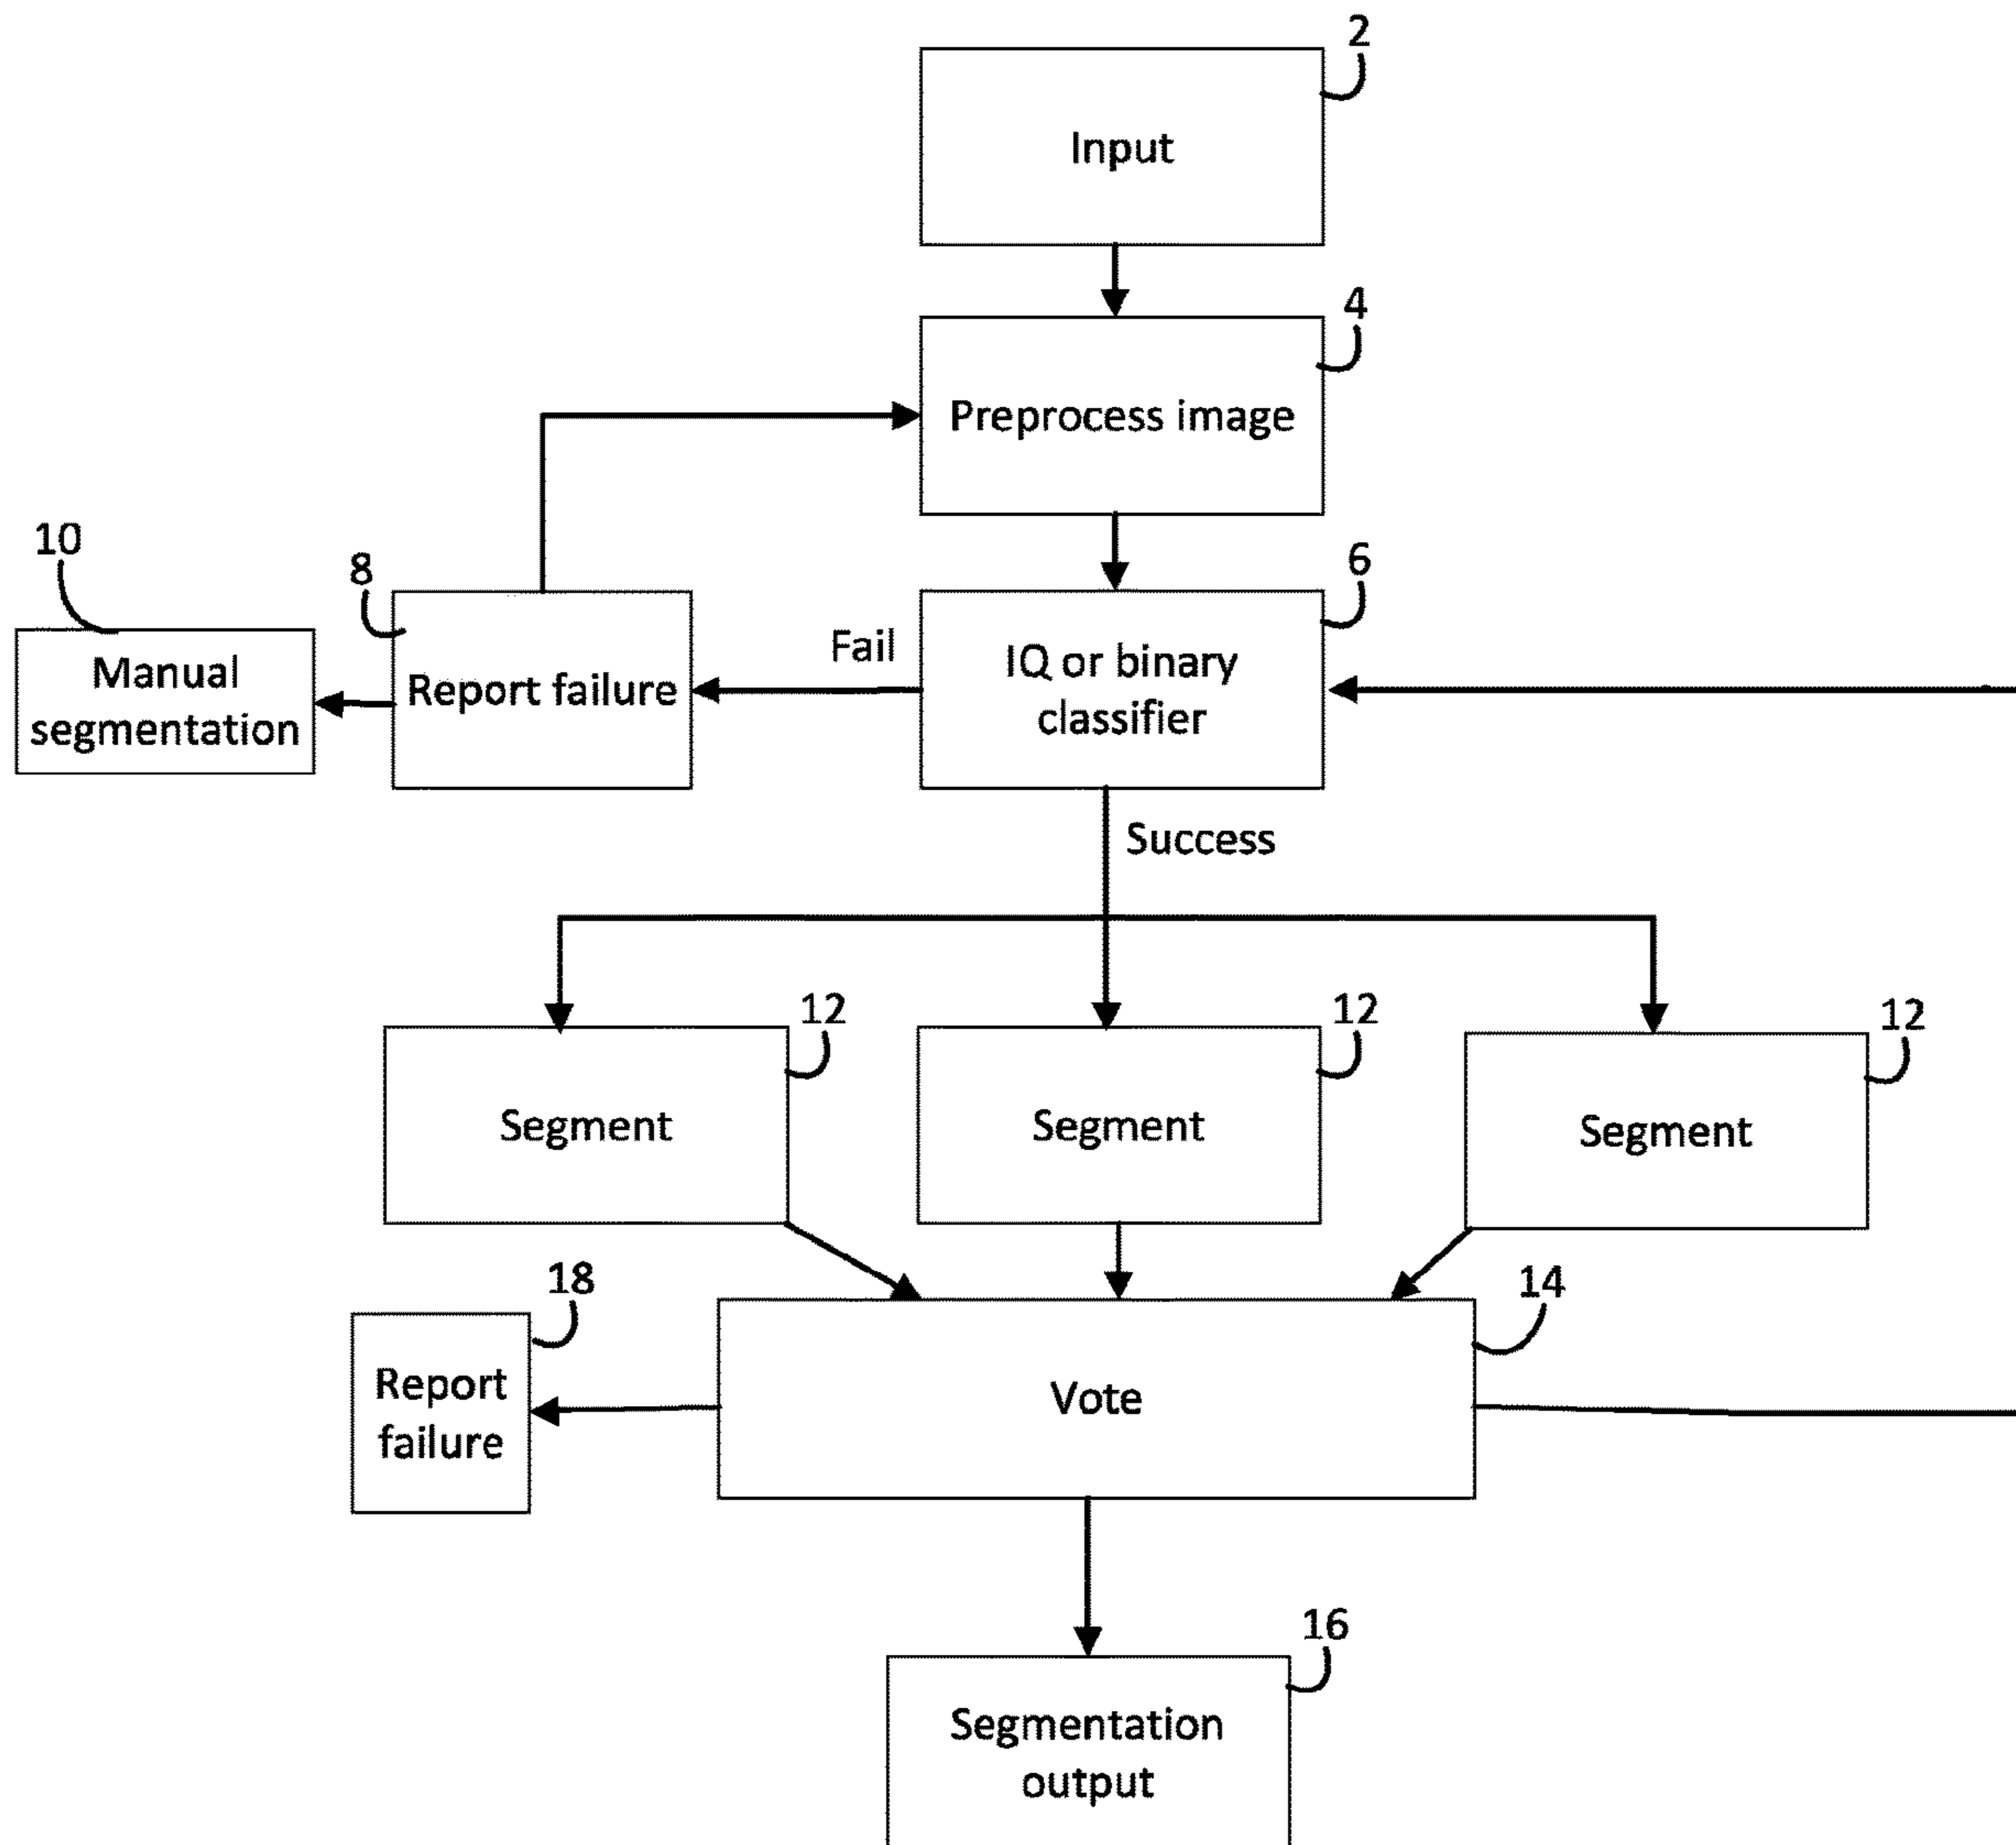 2
Input
4
Preprocess image
10
8
6
Manual
segmentation
Report failure
Fail
IQ or binary
classifier
Success
12
12
12
Segment
Segment
Segment
18
14
Report
failure
Vote
16
Segmentation
output